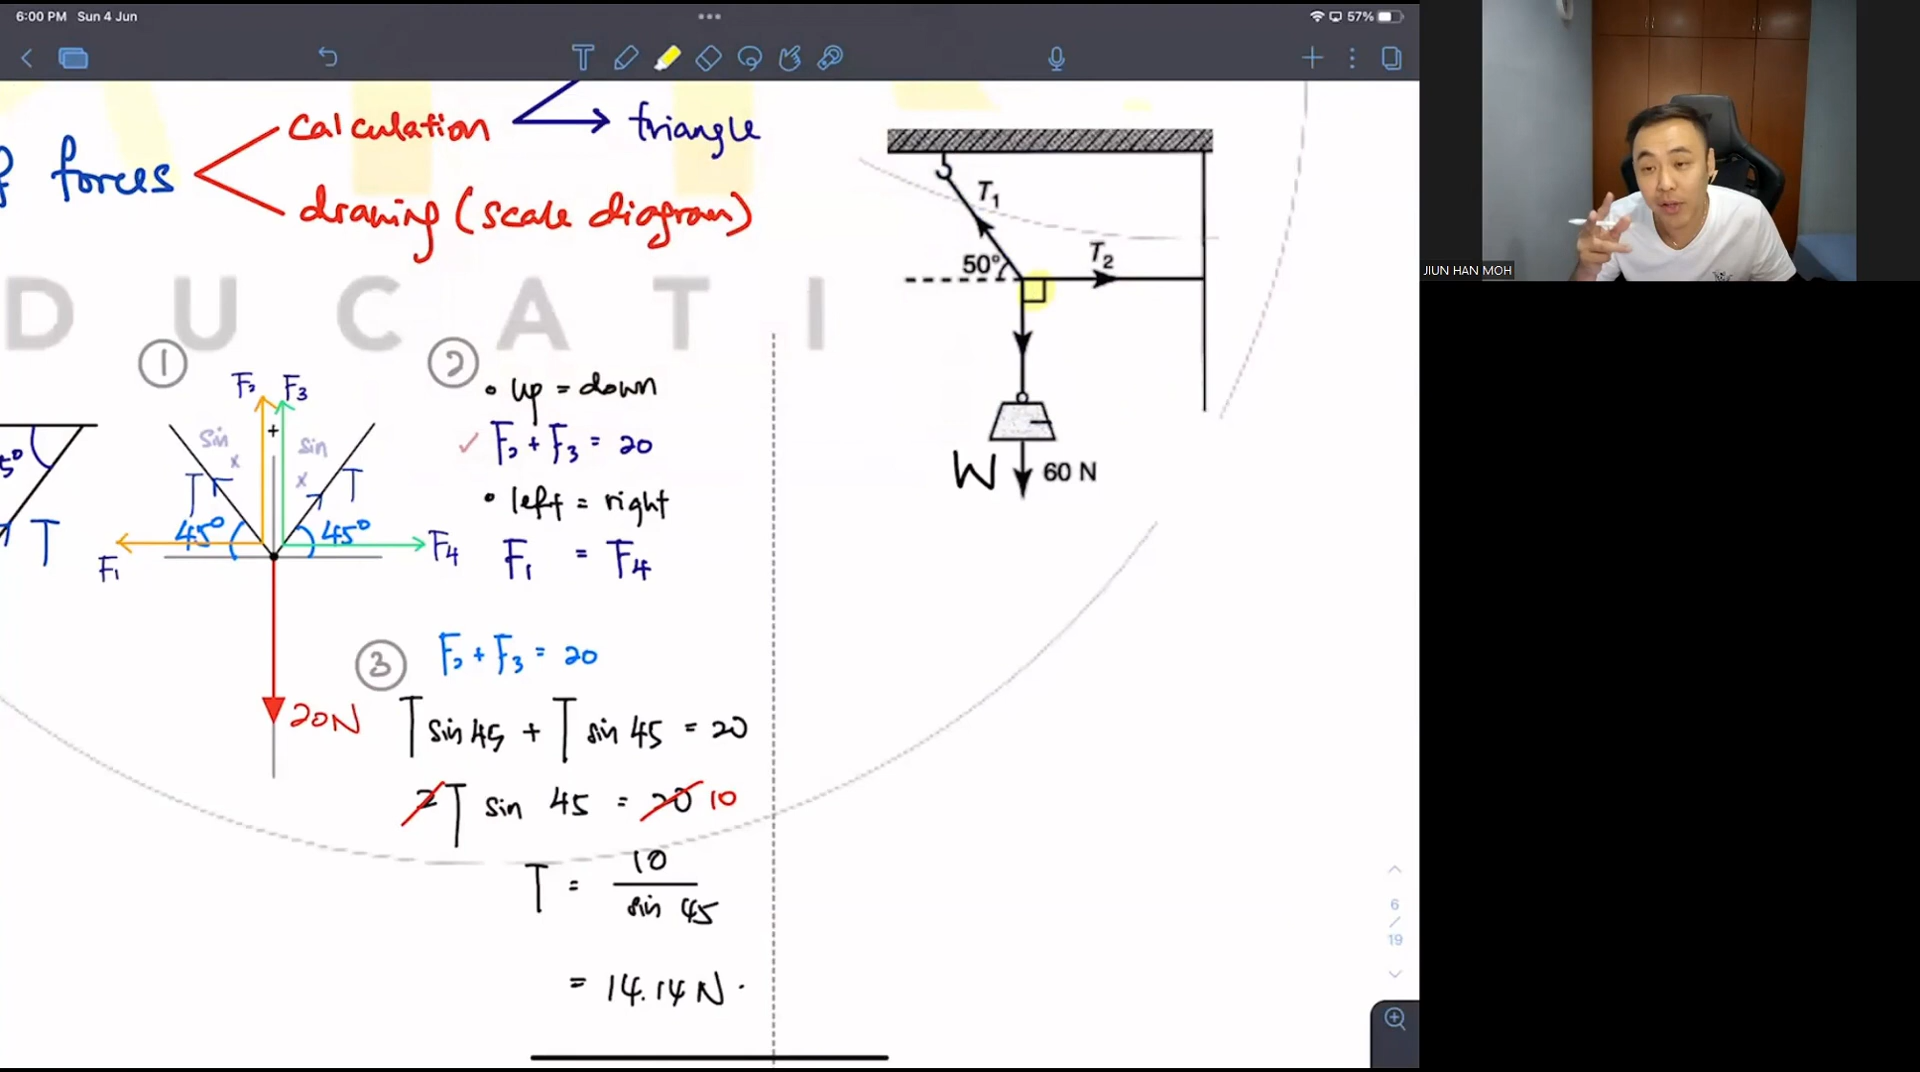 6:00 PM Sun 4 Jun
57%
calculation
triangle
forces
drawing (scale diagram)
D U C A T I
T1
50°
T2
W
60 N
JIUN HAN MOH
1
F2 F3
+
sin
x
sin
x
T
T
45°
45°
F1
F4
20N
5°
T
2
• up = down
✓ F2 + F3 = 20
• left = right
F1 = F4
3
F2 + F3 = 20
T sin 45 + T sin 45 = 20
2T sin 45 = 20 10
T = 10
sin 45
= 14.14 N.
6
/
19